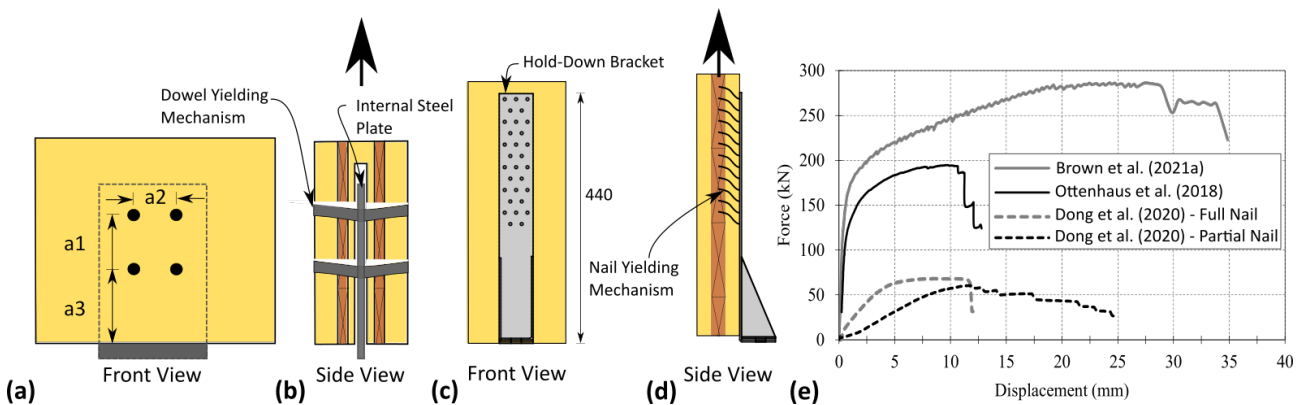 a2
a1
a3
(a)
Front View
Dowel Yielding
Mechanism
Internal Steel
Plate
(b)
Side View
Hold-Down Bracket
440
(c)
Front View
Nail Yielding
Mechanism
(d)
Side View
300
250
200
150
100
50
0
Force (kN)
Brown et al. (2021a)
Ottenhaus et al. (2018)
Dong et al. (2020) - Full Nail
Dong et al. (2020) - Partial Nail
0 5 10 15 20 25 30 35 40
Displacement (mm)
(e)